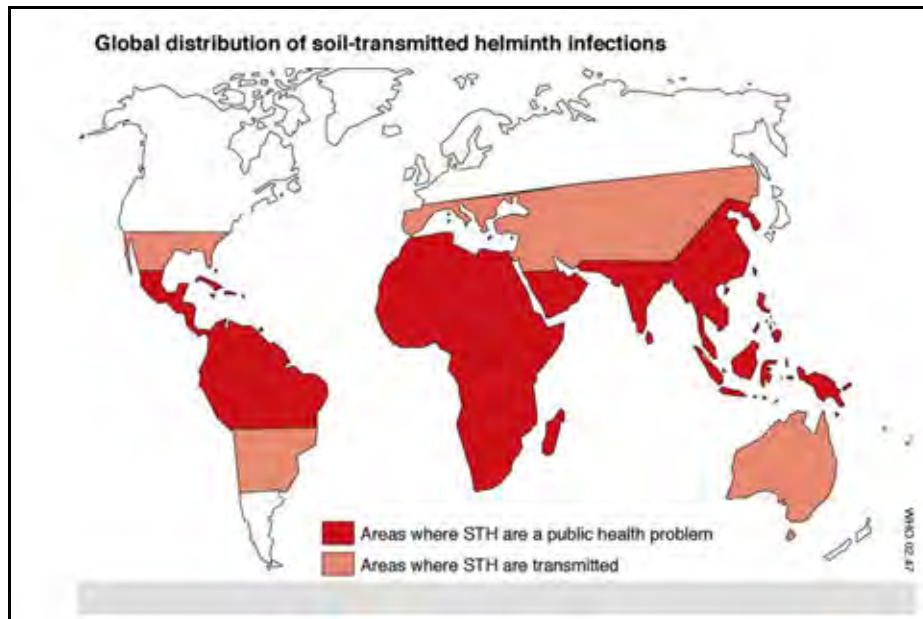 Global distribution of soil-transmitted helminth infections
Areas where STH are a public health problem
Areas where STH are transmitted
WHO 02.87